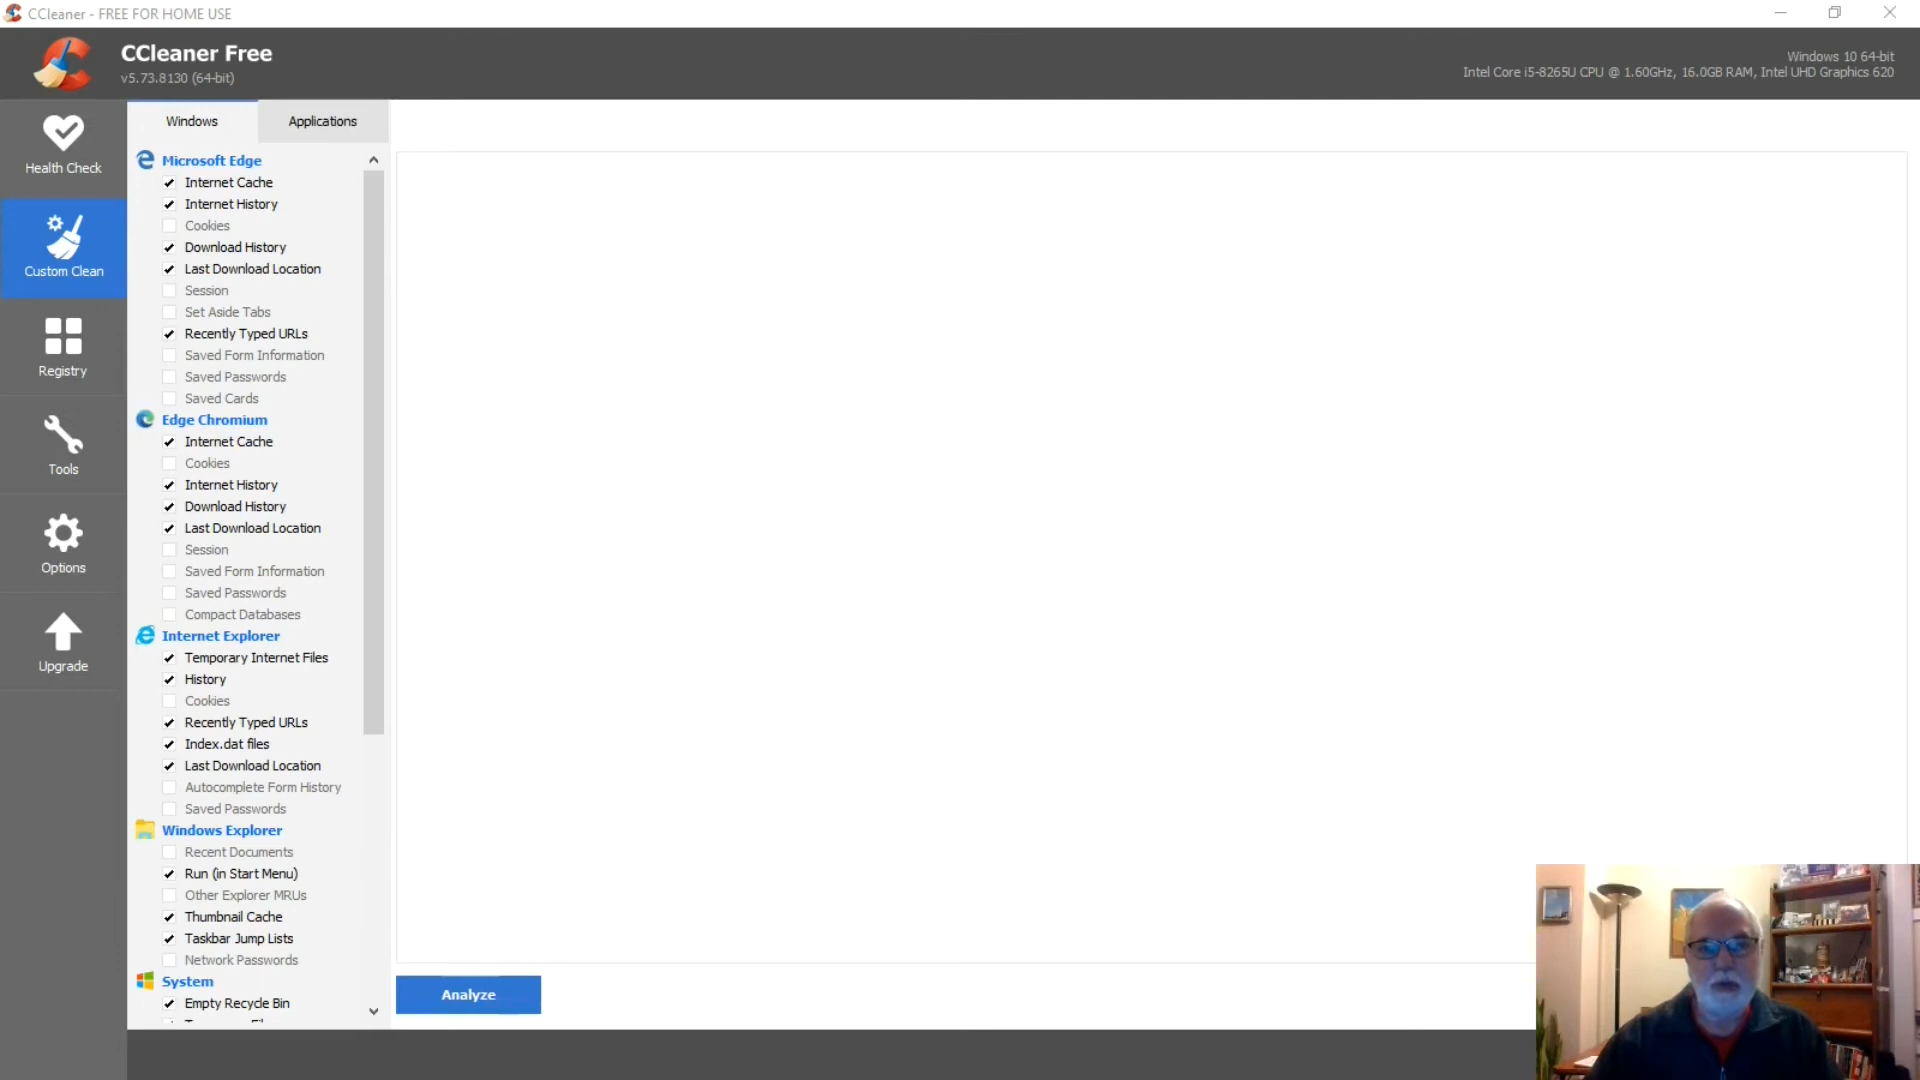 CCleaner - FREE FOR HOME USE
CCleaner Free
v5.73.8130 (64-bit)
Windows 10 64-bit
Intel Core i5-8265U CPU @ 1.60GHz, 16.0GB RAM, Intel UHD Graphics 620
Health Check
Custom Clean
Registry
Tools
Options
Upgrade
Windows
Applications
Microsoft Edge
Internet Cache
Internet History
Cookies
Download History
Last Download Location
Session
Set Aside Tabs
Recently Typed URLs
Saved Form Information
Saved Passwords
Saved Cards
Edge Chromium
Internet Cache
Cookies
Internet History
Download History
Last Download Location
Session
Saved Form Information
Saved Passwords
Compact Databases
Internet Explorer
Temporary Internet Files
History
Cookies
Recently Typed URLs
Index.dat files
Last Download Location
Autocomplete Form History
Saved Passwords
Windows Explorer
Recent Documents
Run (in Start Menu)
Other Explorer MRUs
Thumbnail Cache
Taskbar Jump Lists
Network Passwords
System
Empty Recycle Bin
Analyze